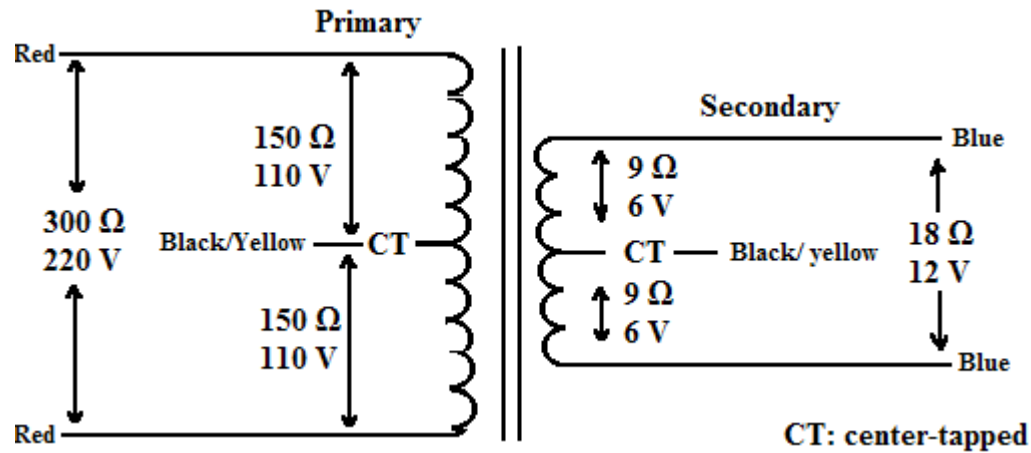 Primary
Red
150 Ω
110 V
300 Ω
220 V
Black/Yellow
CT
150 Ω
110 V
Red
Secondary
Blue
9 Ω
6 V
18 Ω
12 V
CT
Black/ yellow
9 Ω
6 V
Blue
CT: center-tapped